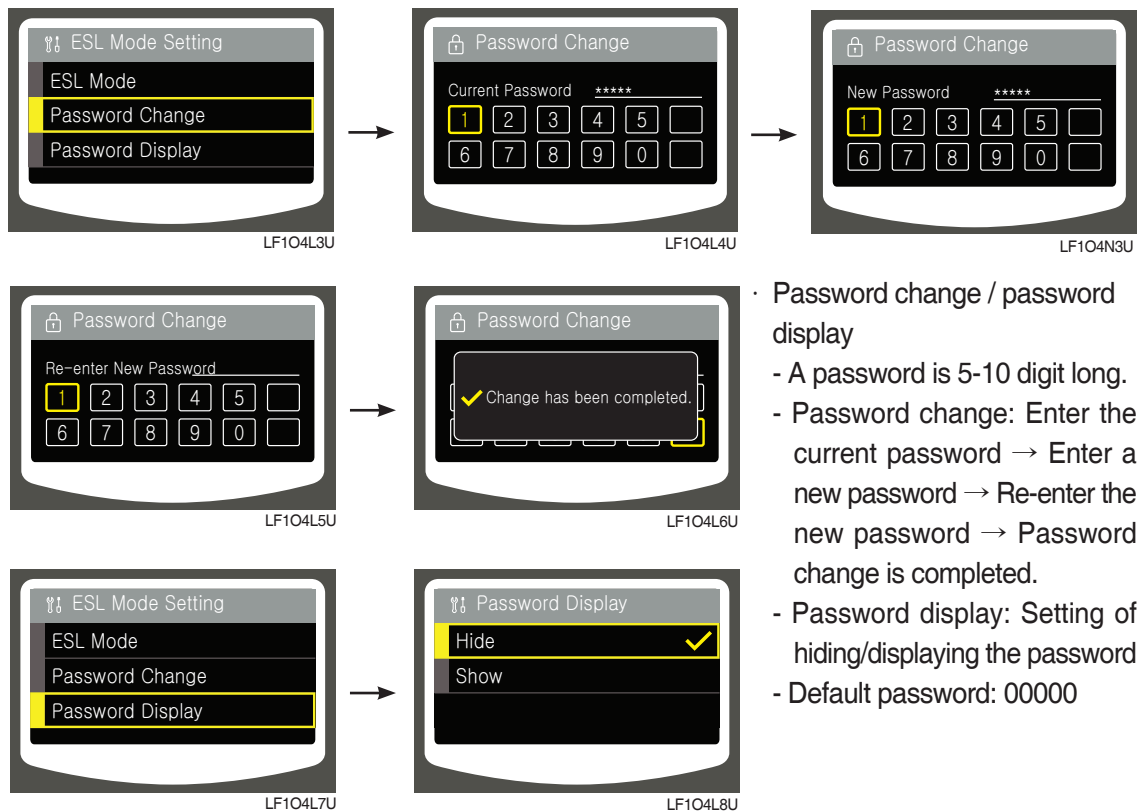 ESL Mode Setting
ESL Mode
Password Change
Password Display
LF1O4L3U
Password Change
Current Password *****
1 2 3 4 5
6 7 8 9 0
LF1O4L4U
Password Change
New Password *****
1 2 3 4 5
6 7 8 9 0
LF1O4N3U
Password Change
Re-enter New Password
1 2 3 4 5
6 7 8 9 0
LF1O4L5U
Password Change
Change has been completed.
LF1O4L6U
· Password change / password
display
- A password is 5-10 digit long.
- Password change: Enter the
current password → Enter a
new password → Re-enter the
new password → Password
change is completed.
- Password display: Setting of
hiding/displaying the password
- Default password: 00000
ESL Mode Setting
ESL Mode
Password Change
Password Display
LF1O4L7U
Password Display
Hide
Show
LF1O4L8U